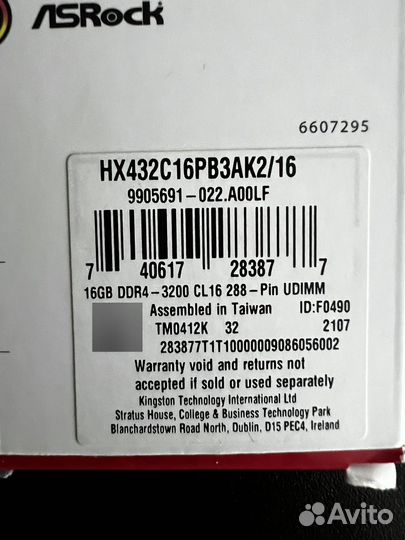 ASRock
6607295
HX432C16PB3AK2/16
9905691-022.A00LF
7 40617 28387 7
16GB DDR4-3200 CL16 288-Pin UDIMM
Assembled in Taiwan ID:F0490
TM0412K 32 2107
283877T1T10000009086056002
Warranty void and returns not
accepted if sold or used separately
Kingston Technology International Ltd
Stratus House, College & Business Technology Park
Blanchardstown Road North, Dublin, D15 PEC4, Ireland
Avito